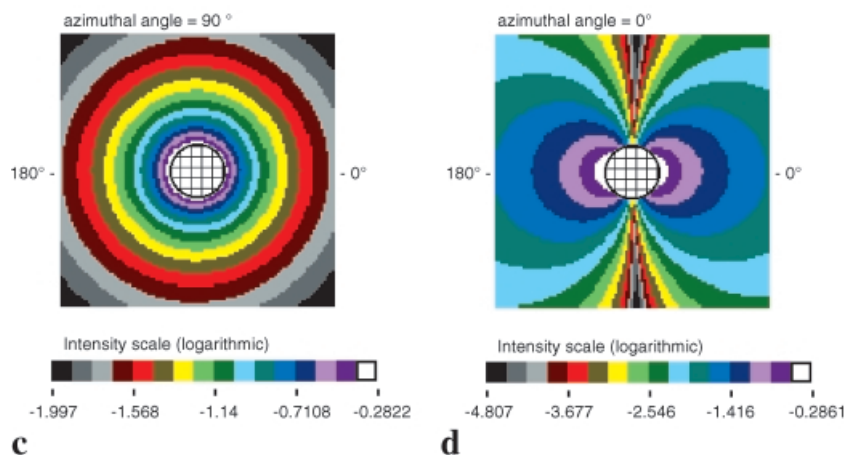 azimuthal angle = 90 °
180° -
- 0°
Intensity scale (logarithmic)
-1.997 -1.568 -1.14 -0.7108 -0.2822
c
azimuthal angle = 0°
180° -
- 0°
Intensity scale (logarithmic)
-4.807 -3.677 -2.546 -1.416 -0.2861
d